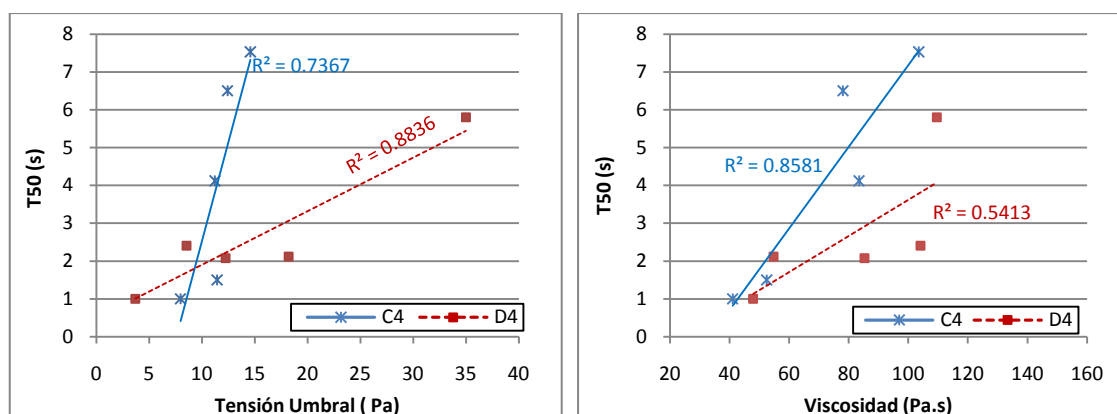 8
7
6
5
4
3
2
1
0
T50 (s)
R² = 0.7367
R² = 0.8836
C4
D4
0 5 10 15 20 25 30 35 40
Tensión Umbral ( Pa)
8
7
6
5
4
3
2
1
0
T50 (s)
R² = 0.8581
R² = 0.5413
C4
D4
20 40 60 80 100 120 140 160
Viscosidad (Pa.s)